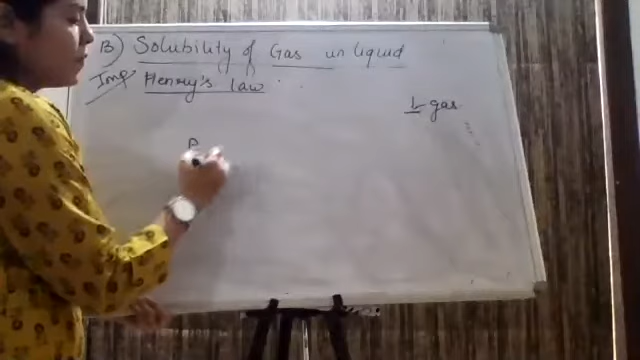 B) Solubility of Gas in liquid
Imp Henry's law
1 gas
P